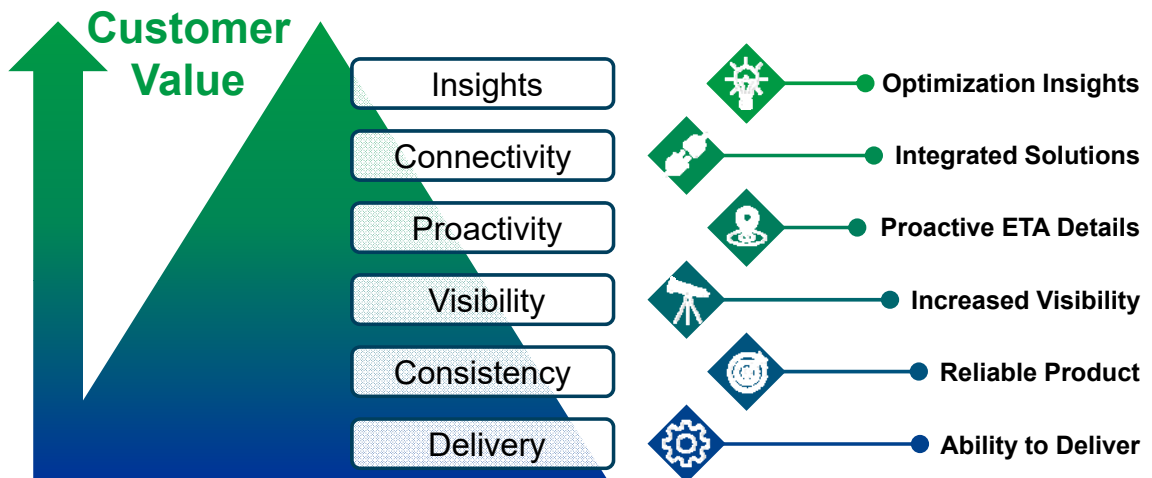 Customer
Value
Insights
Optimization Insights
Connectivity
Integrated Solutions
Proactivity
Proactive ETA Details
Visibility
Increased Visibility
Consistency
Reliable Product
Delivery
Ability to Deliver